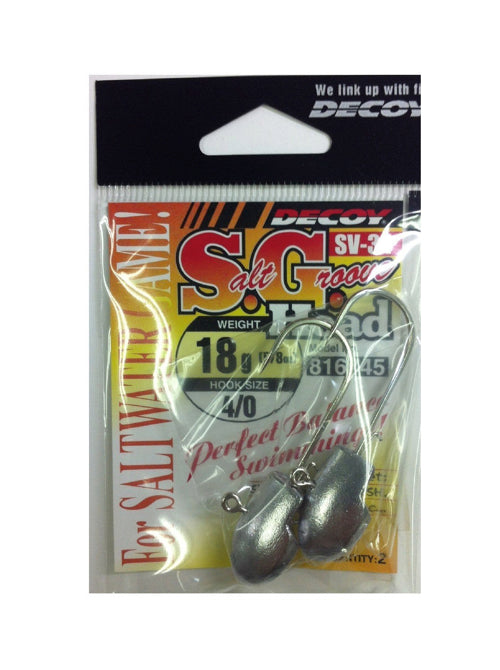 We link up with fi
DECOY
DECOY
SV-3
Salt Groove
Head
WEIGHT
18g
HOOK SIZE
4/0
816
45
Perfect Balance
Swimming
For SALTWATER GAME!
TITY:2